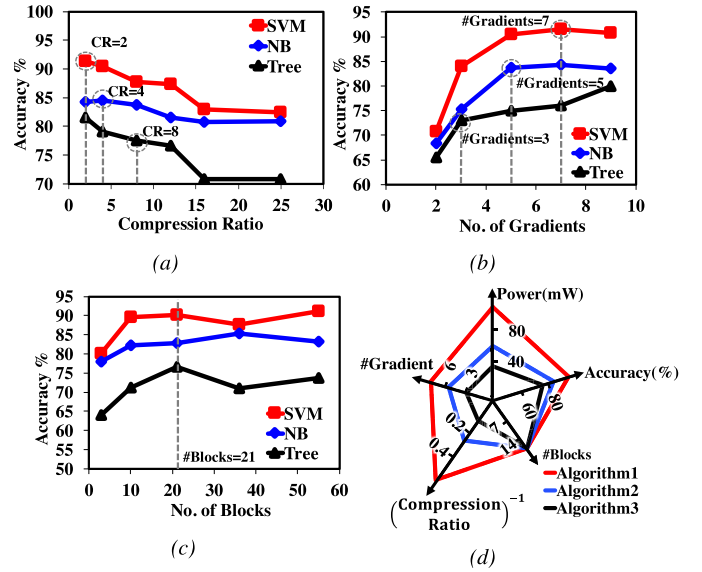 100
95
90
85
80
75
70
Accuracy %
CR=2
CR=4
CR=8
SVM
NB
Tree
0 5 10 15 20 25 30
Compression Ratio
(a)
95
90
85
80
75
70
65
60
Accuracy %
#Gradients=7
#Gradients=5
#Gradients=3
SVM
NB
Tree
0 2 4 6 8 10
No. of Gradients
(b)
95
90
85
80
75
70
65
60
55
50
Accuracy %
SVM
NB
Tree
#Blocks=21
0 10 20 30 40 50 60
No. of Blocks
(c)
Power(mW)
80
40
#Gradient
6
3
Accuracy(%)
60
80
0.2
0.4
7
14
#Blocks
Algorithm1
Algorithm2
Algorithm3
(Compression
Ratio)⁻¹
(d)